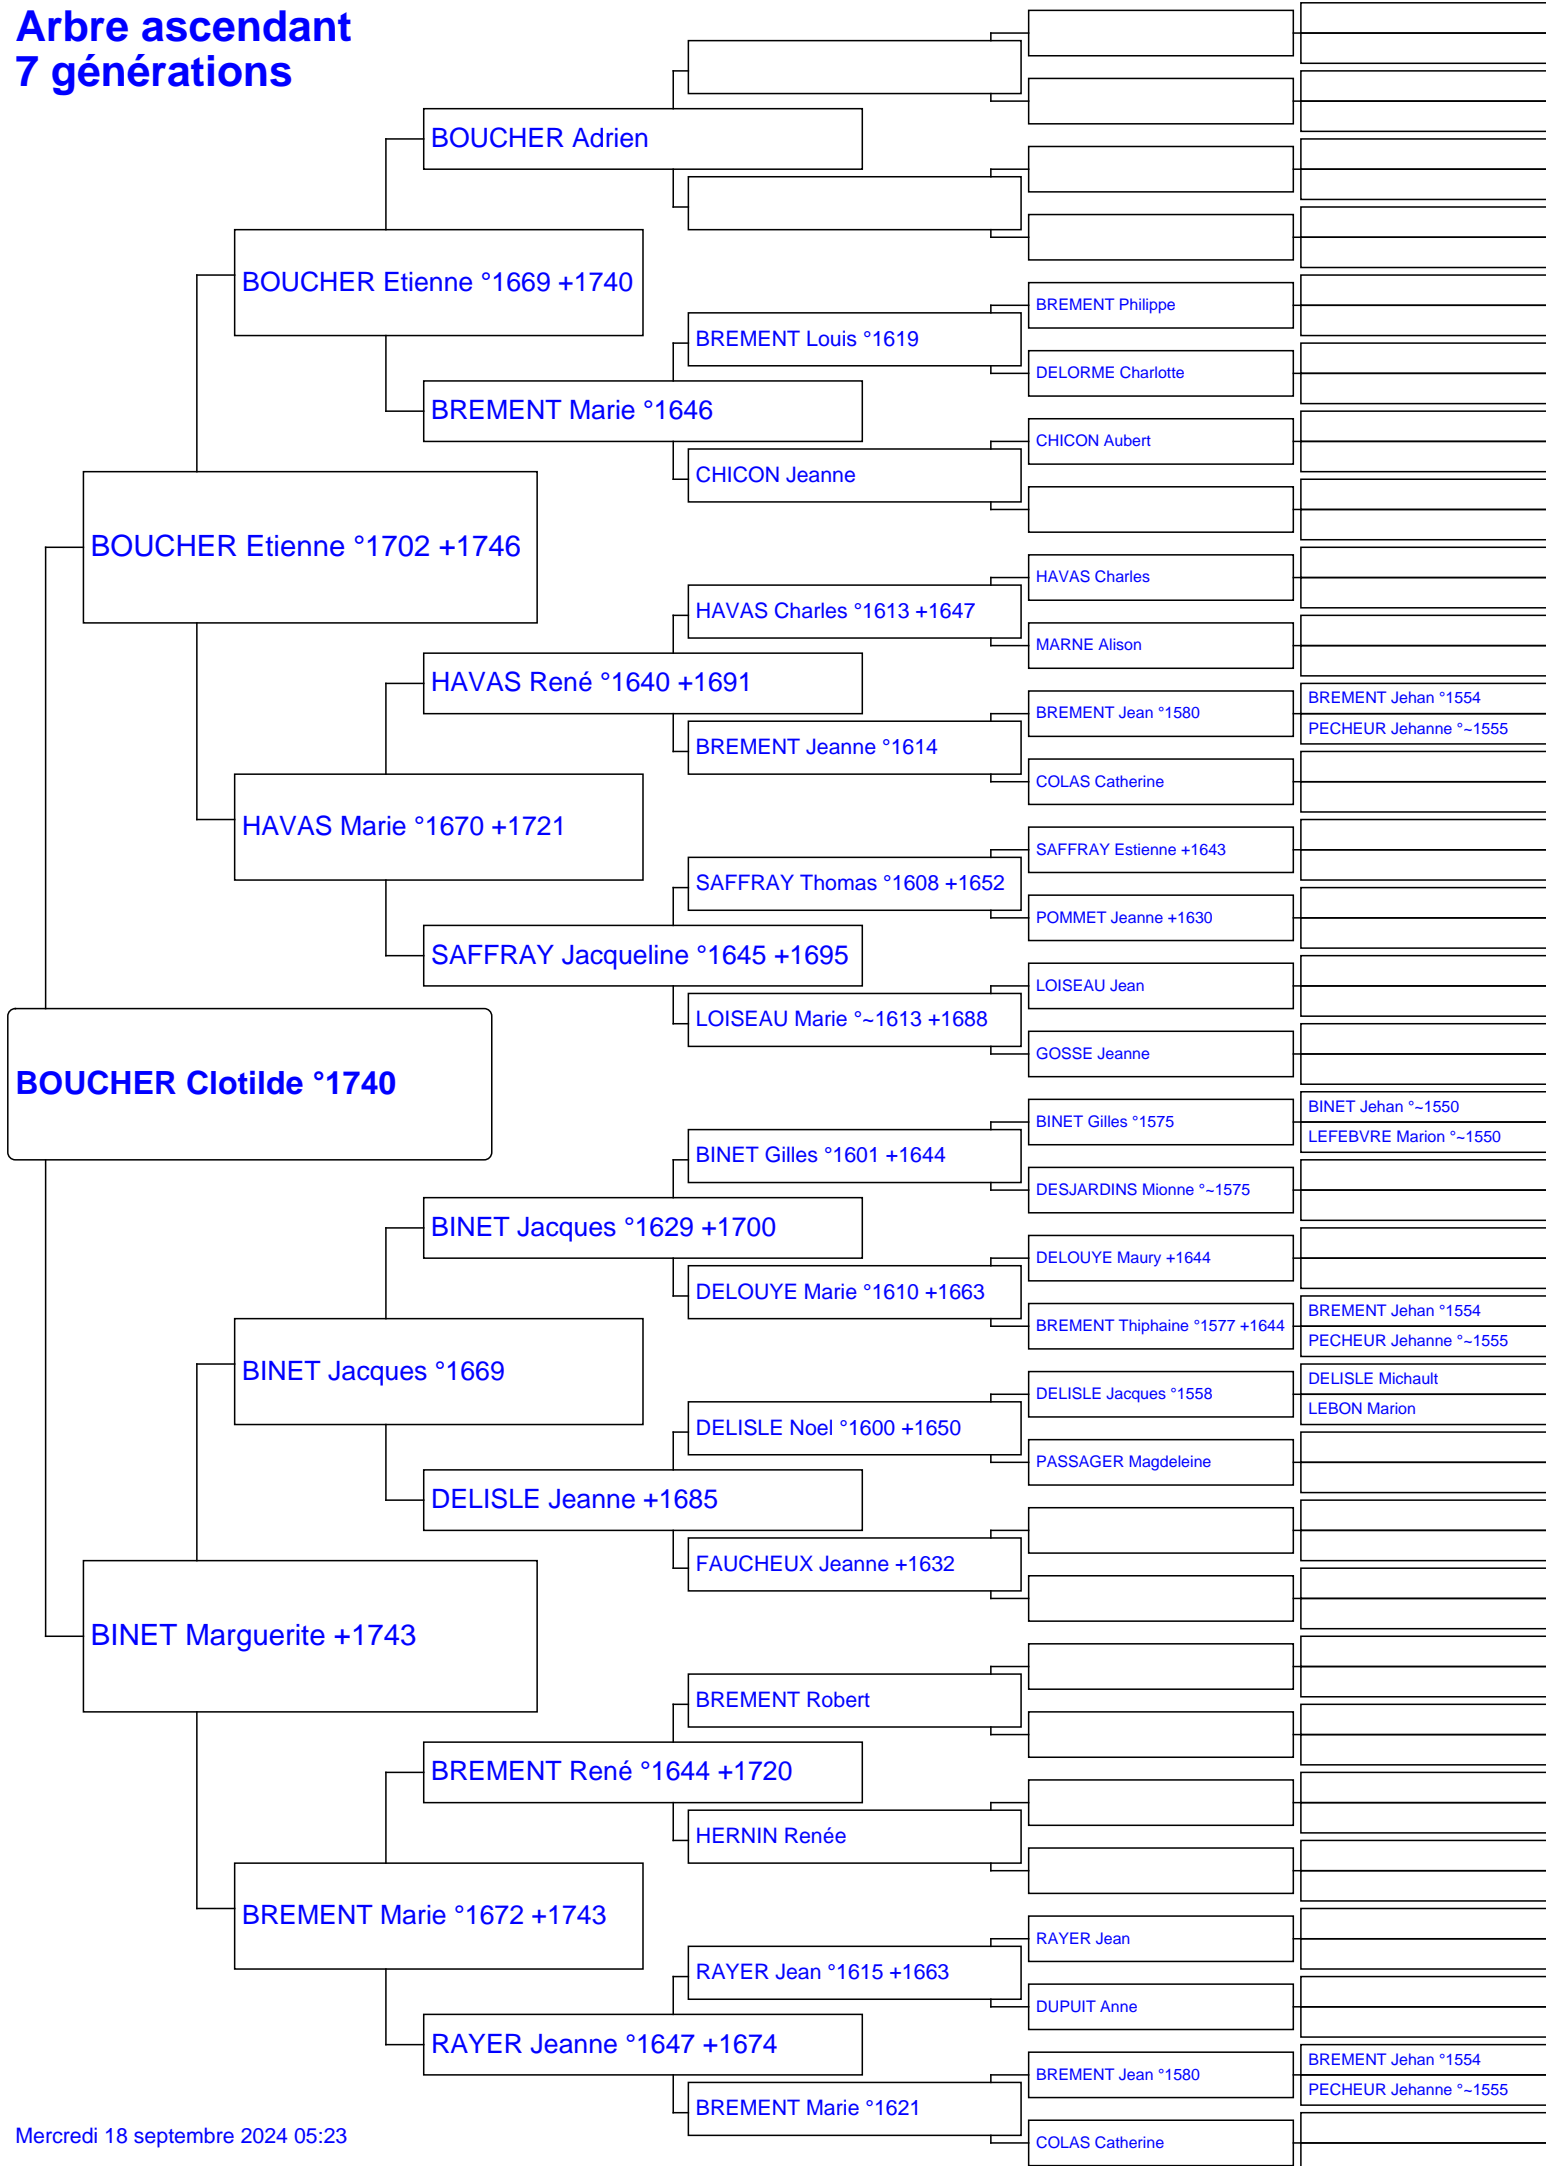 Arbre ascendant
7 générations
BOUCHER Adrien
BOUCHER Etienne °1669 +1740
BREMENT Philippe
BREMENT Louis °1619
DELORME Charlotte
BREMENT Marie °1646
CHICON Aubert
CHICON Jeanne
BOUCHER Etienne °1702 +1746
HAVAS Charles
HAVAS Charles °1613 +1647
MARNE Alison
HAVAS René °1640 +1691
BREMENT Jehan °1554
BREMENT Jean °1580
PECHEUR Jehanne °~1555
BREMENT Jeanne °1614
COLAS Catherine
HAVAS Marie °1670 +1721
SAFFRAY Estienne +1643
SAFFRAY Thomas °1608 +1652
POMMET Jeanne +1630
SAFFRAY Jacqueline °1645 +1695
LOISEAU Jean
LOISEAU Marie °~1613 +1688
GOSSE Jeanne
BOUCHER Clotilde °1740
BINET Jehan °~1550
BINET Gilles °1575
LEFEBVRE Marion °~1550
BINET Gilles °1601 +1644
DESJARDINS Mionne °~1575
BINET Jacques °1629 +1700
DELOUYE Maury +1644
DELOUYE Marie °1610 +1663
BREMENT Jehan °1554
BREMENT Thiphaine °1577 +1644
PECHEUR Jehanne °~1555
BINET Jacques °1669
DELISLE Michault
DELISLE Jacques °1558
LEBON Marion
DELISLE Noel °1600 +1650
PASSAGER Magdeleine
DELISLE Jeanne +1685
FAUCHEUX Jeanne +1632
BINET Marguerite +1743
BREMENT Robert
BREMENT René °1644 +1720
HERNIN Renée
BREMENT Marie °1672 +1743
RAYER Jean
RAYER Jean °1615 +1663
DUPUIT Anne
RAYER Jeanne °1647 +1674
BREMENT Jehan °1554
BREMENT Jean °1580
PECHEUR Jehanne °~1555
BREMENT Marie °1621
COLAS Catherine
Mercredi 18 septembre 2024 05:23